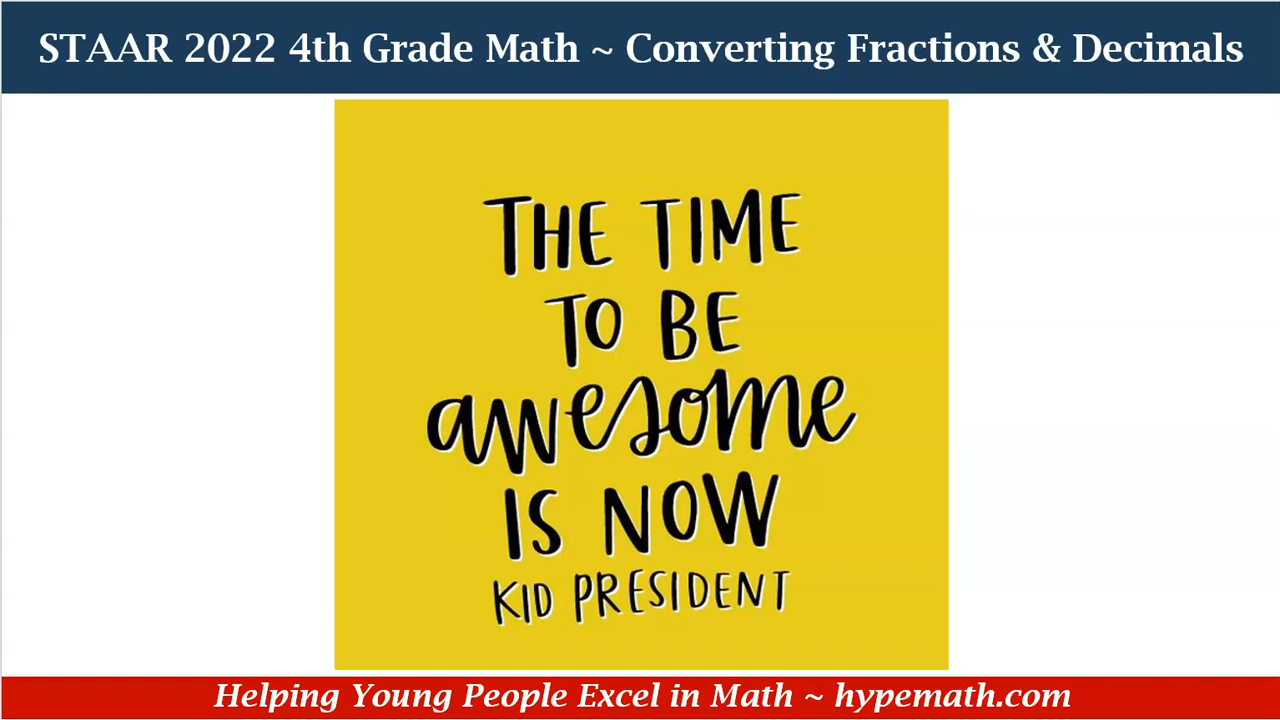 STAAR 2022 4th Grade Math ~ Converting Fractions & Decimals
THE TIME
TO BE
awesome
IS NOW
KID PRESIDENT
Helping Young People Excel in Math ~ hypemath.com